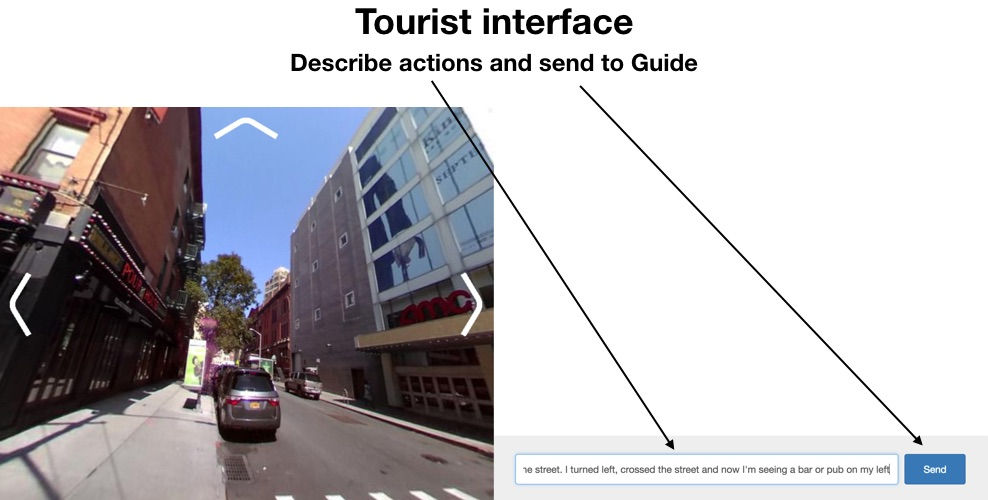 Tourist interface
Describe actions and send to Guide
amc
ne street. I turned left, crossed the street and now I'm seeing a bar or pub on my left
Send